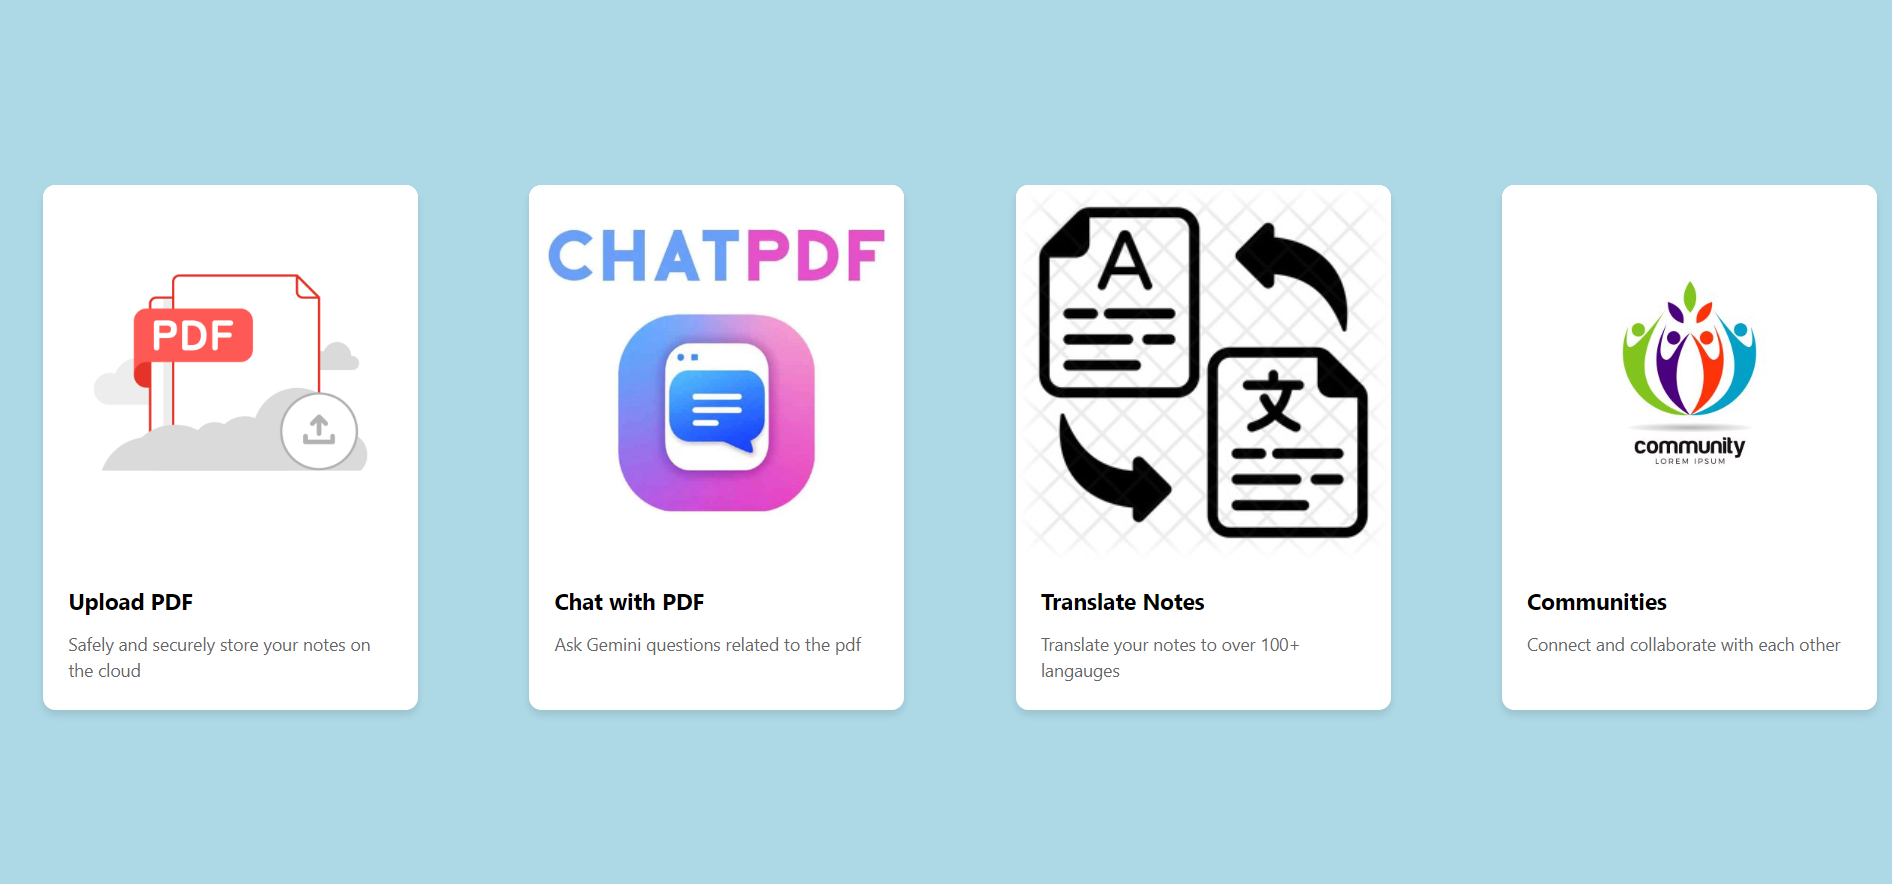 PDF
Upload PDF
Safely and securely store your notes on
the cloud
CHATPDF
Chat with PDF
Ask Gemini questions related to the pdf
A
文
Translate Notes
Translate your notes to over 100+
langauges
community
LOREM IPSUM
Communities
Connect and collaborate with each other